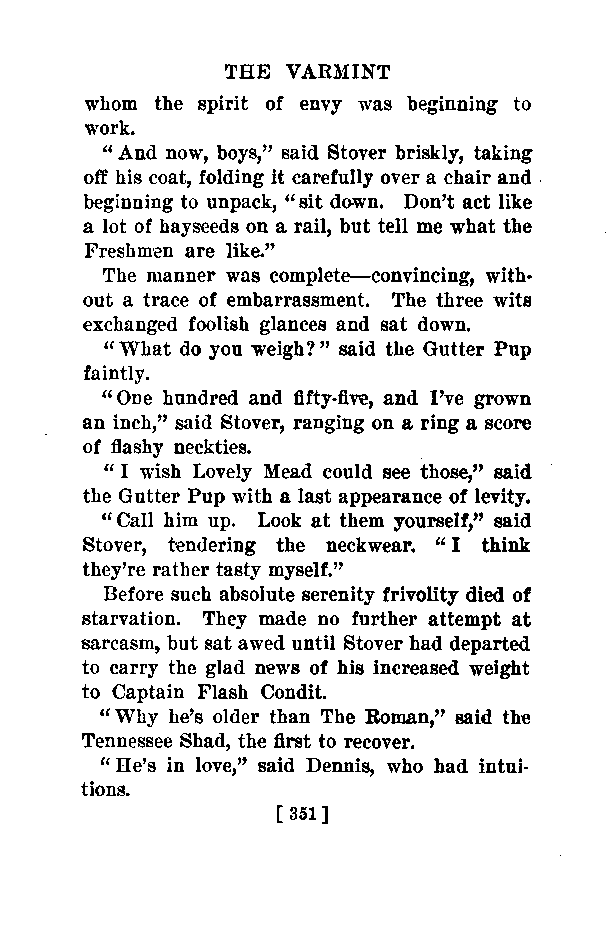 THE VARMINT
whom the spirit of envy was beginning to
work.
"And now, boys," said Stover briskly, taking
off his coat, folding it carefully over a chair and
beginning to unpack, "sit down. Don't act like
a lot of hayseeds on a rail, but tell me what the
Freshmen are like."
The manner was complete—convincing, with-
out a trace of embarrassment. The three wits
exchanged foolish glances and sat down.
"What do you weigh?" said the Gutter Pup
faintly.
"One hundred and fifty-five, and I've grown
an inch," said Stover, ranging on a ring a score
of flashy neckties.
"I wish Lovely Mead could see those," said
the Gutter Pup with a last appearance of levity.
"Call him up. Look at them yourself," said
Stover, tendering the neckwear. "I think
they're rather tasty myself."
Before such absolute serenity frivolity died of
starvation. They made no further attempt at
sarcasm, but sat awed until Stover had departed
to carry the glad news of his increased weight
to Captain Flash Condit.
"Why he's older than The Roman," said the
Tennessee Shad, the first to recover.
"He's in love," said Dennis, who had intui-
tions.
[ 351 ]